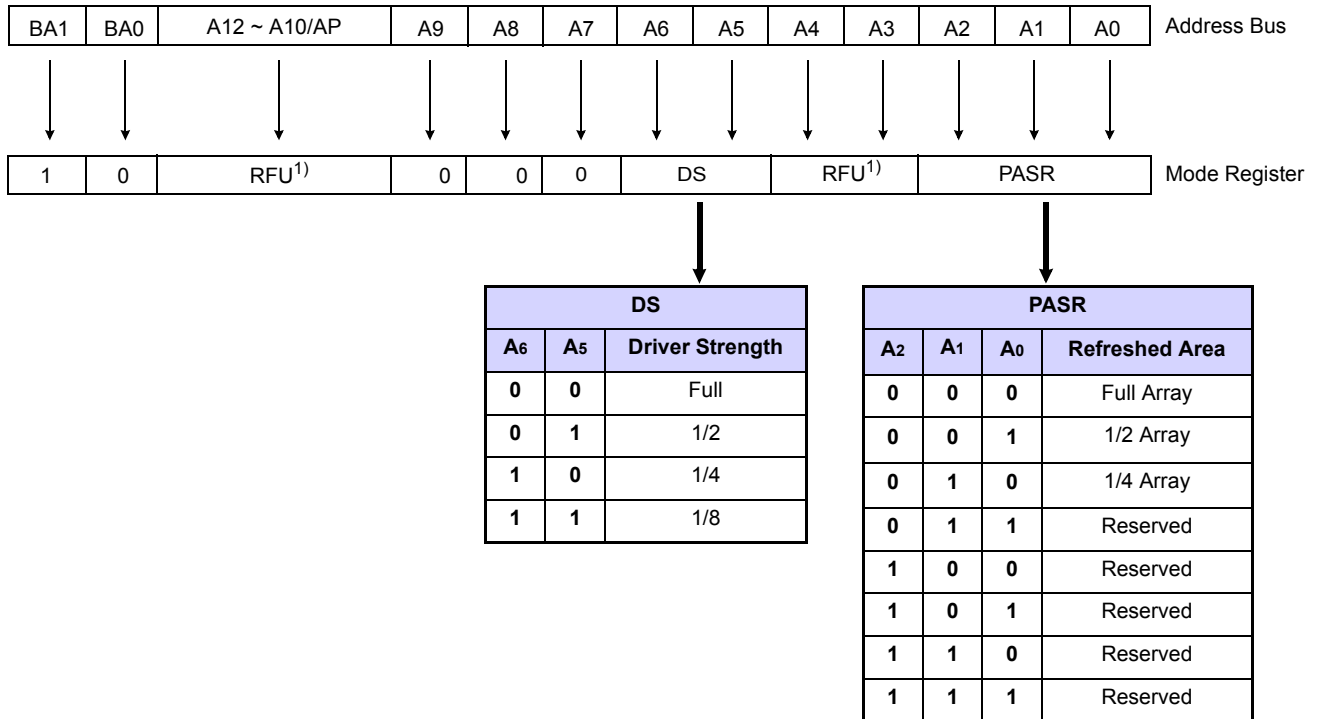 BA1 BA0 A12 ~ A10/AP A9 A8 A7 A6 A5 A4 A3 A2 A1 A0 Address Bus
1 0 RFU1) 0 0 0 DS RFU1) PASR Mode Register
DS
A6 A5 Driver Strength
0 0 Full
0 1 1/2
1 0 1/4
1 1 1/8
PASR
A2 A1 A0 Refreshed Area
0 0 0 Full Array
0 0 1 1/2 Array
0 1 0 1/4 Array
0 1 1 Reserved
1 0 0 Reserved
1 0 1 Reserved
1 1 0 Reserved
1 1 1 Reserved